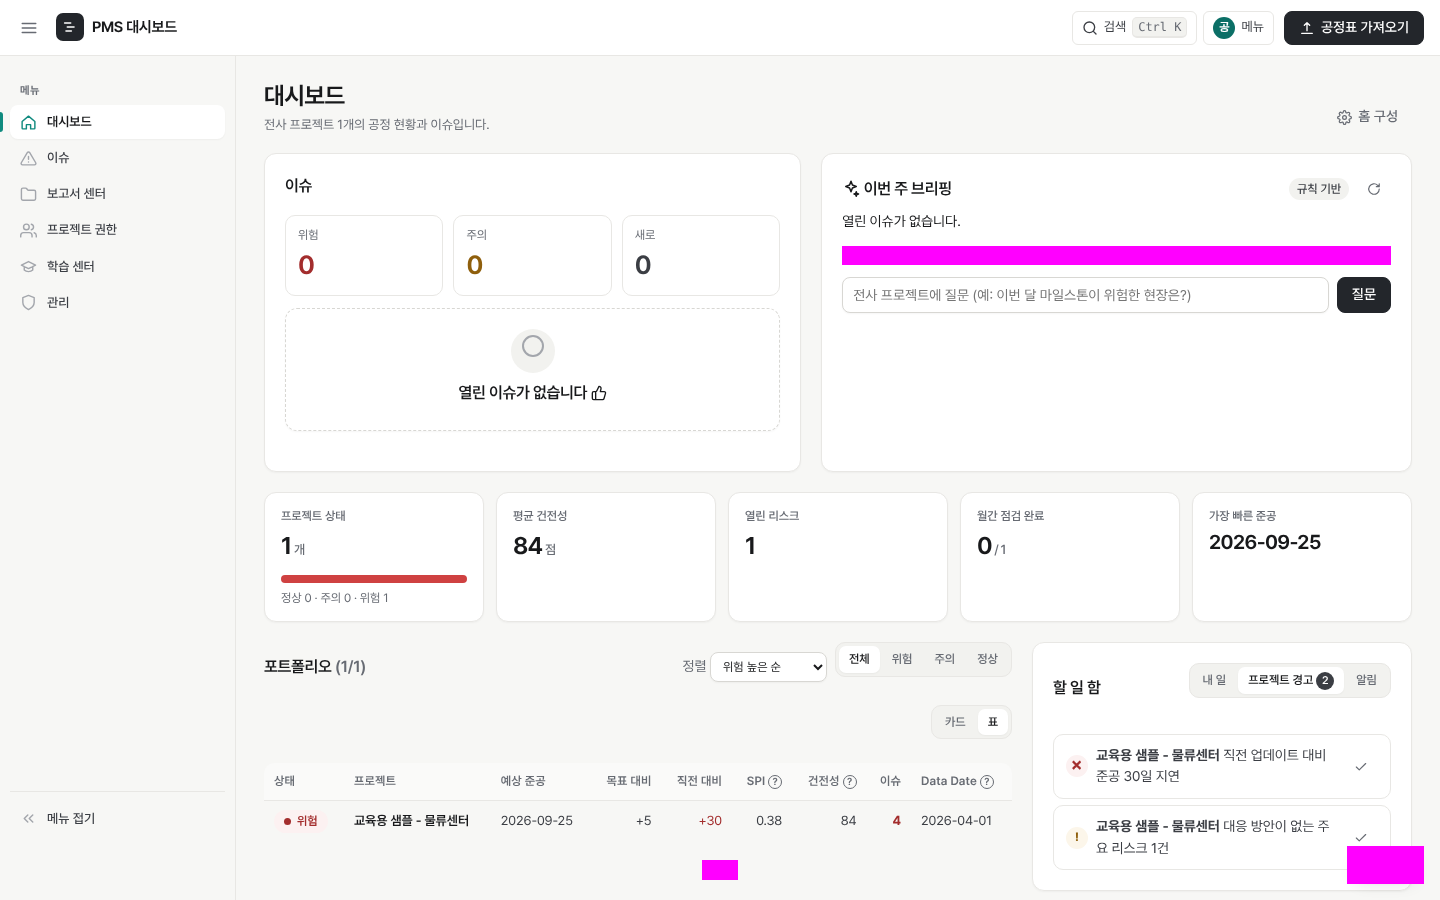 PMS 대시보드
검색 Ctrl K
공 메뉴
공정표 가져오기
메뉴
대시보드
이슈
보고서 센터
프로젝트 권한
학습 센터
관리
메뉴 접기
대시보드
전사 프로젝트 1개의 공정 현황과 이슈입니다.
홈 구성
이슈
위험
0
주의
0
새로
0
열린 이슈가 없습니다
이번 주 브리핑
규칙 기반
열린 이슈가 없습니다.
전사 프로젝트에 질문 (예: 이번 달 마일스톤이 위험한 현장은?)
질문
프로젝트 상태
1 개
정상 0 · 주의 0 · 위험 1
평균 건전성
84 점
열린 리스크
1
월간 점검 완료
0 / 1
가장 빠른 준공
2026-09-25
포트폴리오 (1/1)
정렬 위험 높은 순
전체 위험 주의 정상
카드 표
상태 프로젝트 예상 준공 목표 대비 직전 대비 SPI ? 건전성 ? 이슈 Data Date ?
위험 교육용 샘플 - 물류센터 2026-09-25 +5 +30 0.38 84 4 2026-04-01
할 일 함
내 일 프로젝트 경고 2 알림
교육용 샘플 - 물류센터 직전 업데이트 대비
준공 30일 지연
교육용 샘플 - 물류센터 대응 방안이 없는 주
요 리스크 1건